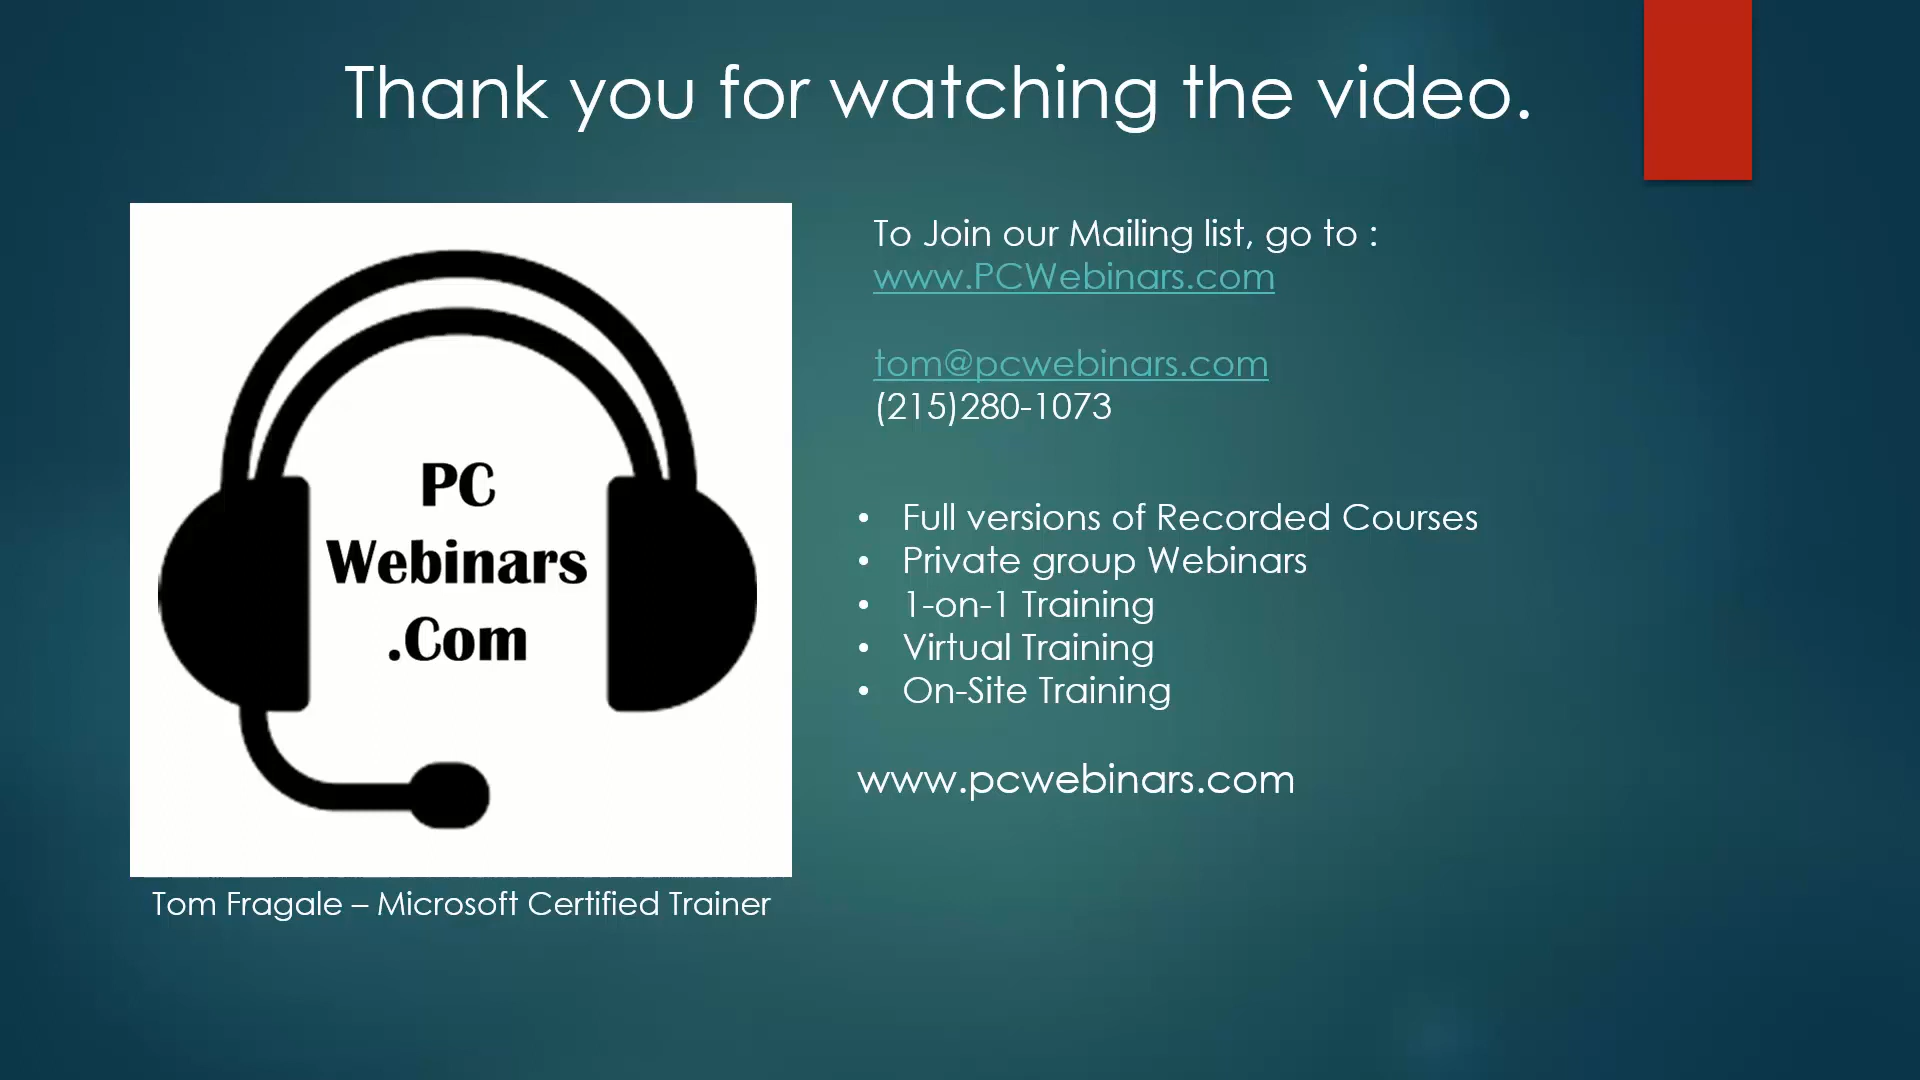 Thank you for watching the video.
PC
Webinars
.Com
Tom Fragale – Microsoft Certified Trainer
To Join our Mailing list, go to :
www.PCWebinars.com
tom@pcwebinars.com
(215)280-1073
• Full versions of Recorded Courses
• Private group Webinars
• 1-on-1 Training
• Virtual Training
• On-Site Training
www.pcwebinars.com